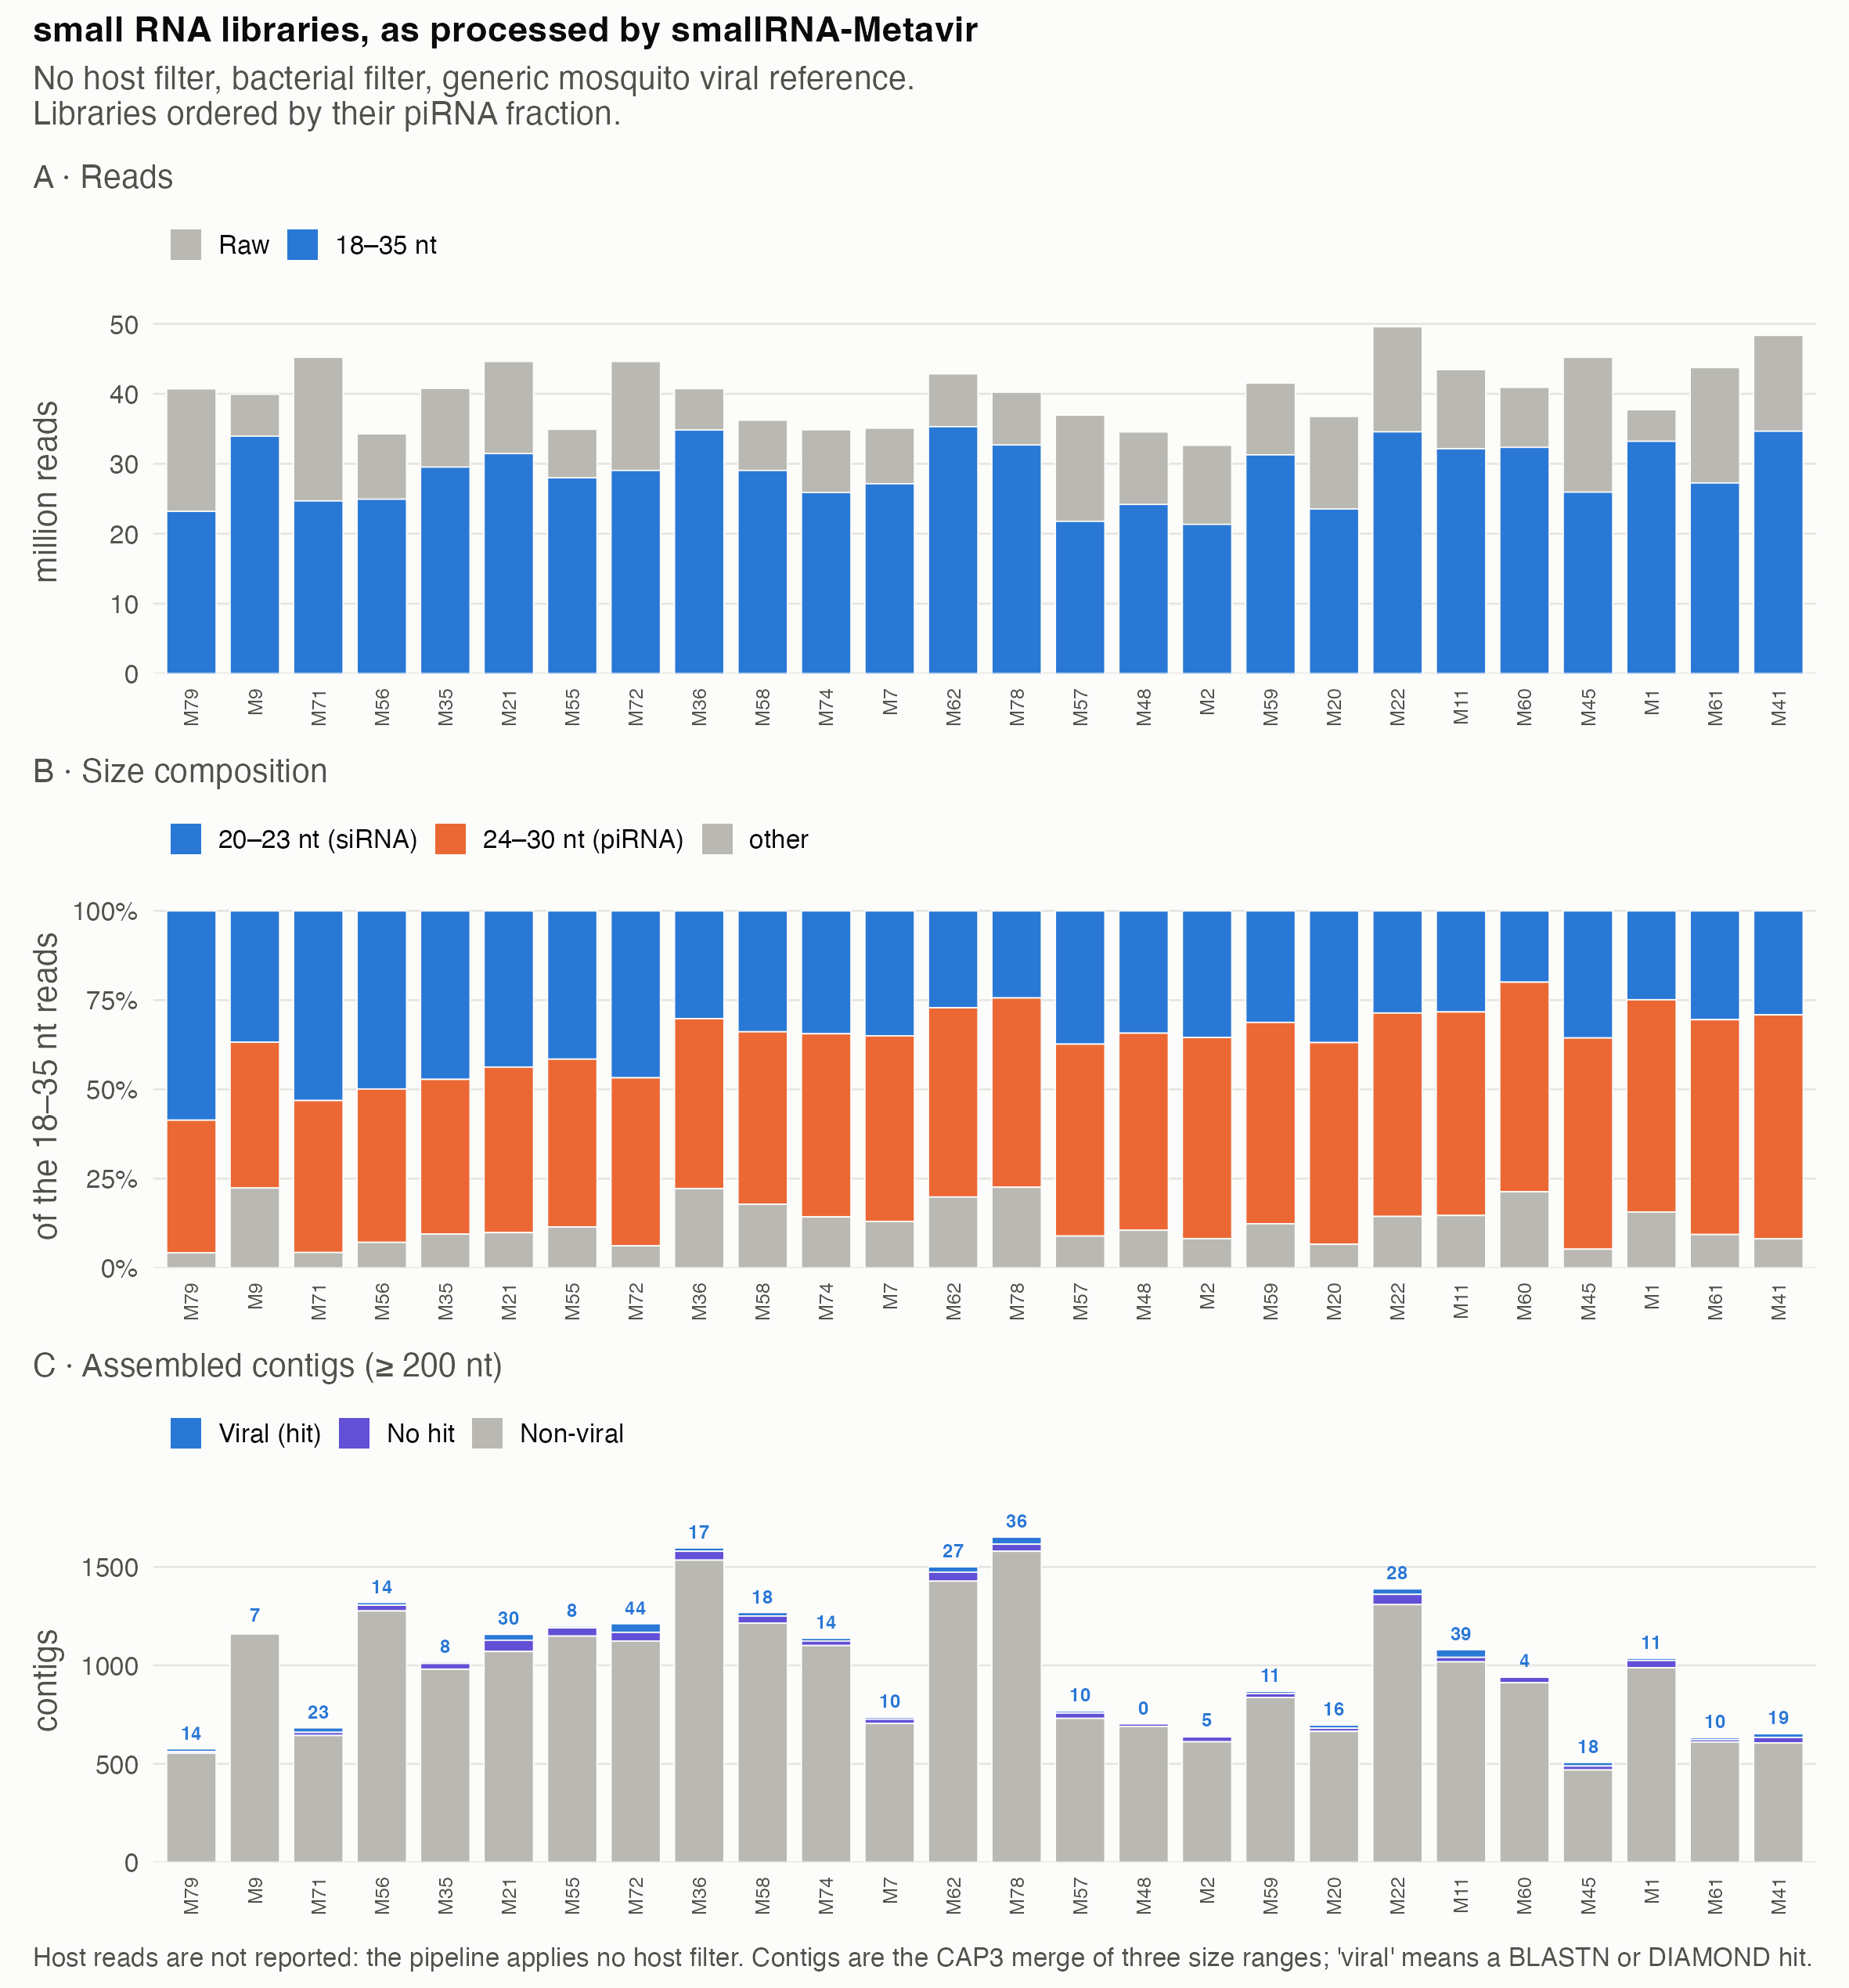 small RNA libraries, as processed by smallRNA-Metavir
No host filter, bacterial filter, generic mosquito viral reference.
Libraries ordered by their piRNA fraction.
A · Reads
Raw 18–35 nt
million reads
50
40
30
20
10
0
M79 M9 M71 M56 M35 M21 M55 M72 M36 M58 M74 M7 M62 M78 M57 M48 M2 M59 M20 M22 M11 M60 M45 M1 M61 M41
B · Size composition
20–23 nt (siRNA) 24–30 nt (piRNA) other
of the 18–35 nt reads
100%
75%
50%
25%
0%
M79 M9 M71 M56 M35 M21 M55 M72 M36 M58 M74 M7 M62 M78 M57 M48 M2 M59 M20 M22 M11 M60 M45 M1 M61 M41
C · Assembled contigs (≥ 200 nt)
Viral (hit) No hit Non-viral
contigs
1500
1000
500
0
14 7 23 14 8 30 8 44 17 18 14 10 27 36 10 0 5 11 16 28 39 4 18 11 10 19
M79 M9 M71 M56 M35 M21 M55 M72 M36 M58 M74 M7 M62 M78 M57 M48 M2 M59 M20 M22 M11 M60 M45 M1 M61 M41
Host reads are not reported: the pipeline applies no host filter. Contigs are the CAP3 merge of three size ranges; 'viral' means a BLASTN or DIAMOND hit.